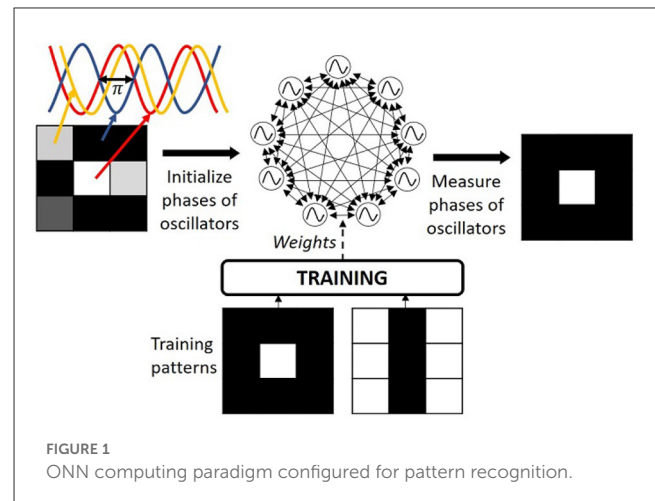 π
Initialize
phases of
oscillators
Measure
phases of
oscillators
Weights
TRAINING
Training
patterns
FIGURE 1
ONN computing paradigm configured for pattern recognition.